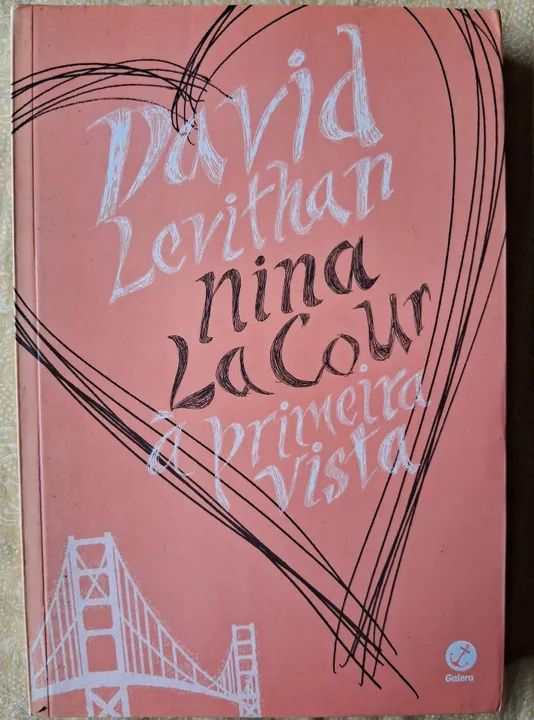 David
Levithan
nina
LaCour
à primeira
vista
Galera